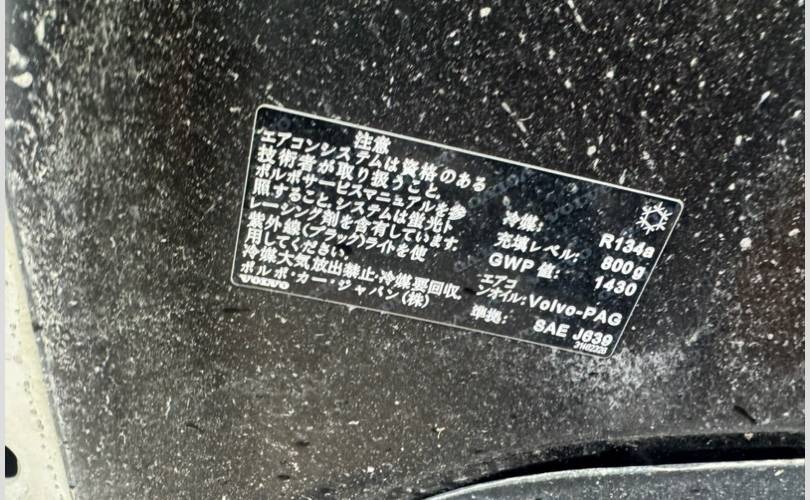 注意
エアコンシステムは資格のある
技術者が取り扱うこと。
ボルボサービスマニュアルを参
照すること。システムは蛍光ト
レーシング剤を含有しています。
紫外線(ブラック)ライトを使
用してください。
冷媒大気放出禁止・冷媒要回収。
ボルボ・カー・ジャパン(株)
VOLVO
冷媒: R134a
充填レベル: 800g
GWP 値: 1430
エアコ
ンオイル: Volvo-PAG
準拠: SAE J639